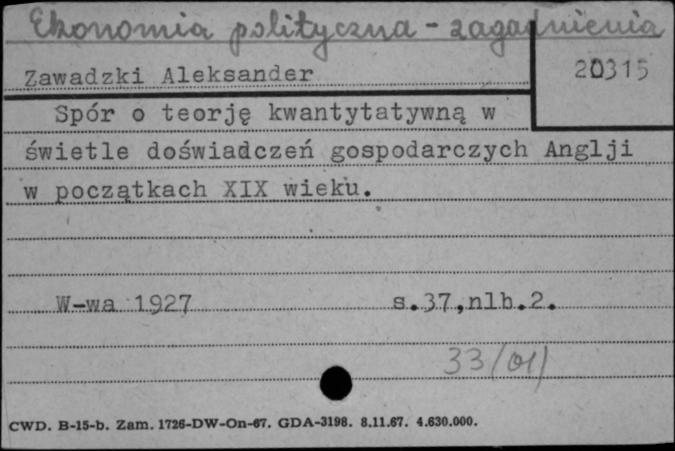 Ekonomia polityczna - zagadnienia
Zawadzki Aleksander
20315
Spór o teorję kwantytatywną w
świetle doświadczeń gospodarczych Anglji
w początkach XIX wieku.
W-wa 1927 s.37,nlb.2.
33/01/
CWD. B-15-b. Zam. 1726-DW-On-67. GDA-3198. 8.11.67. 4.630.000.